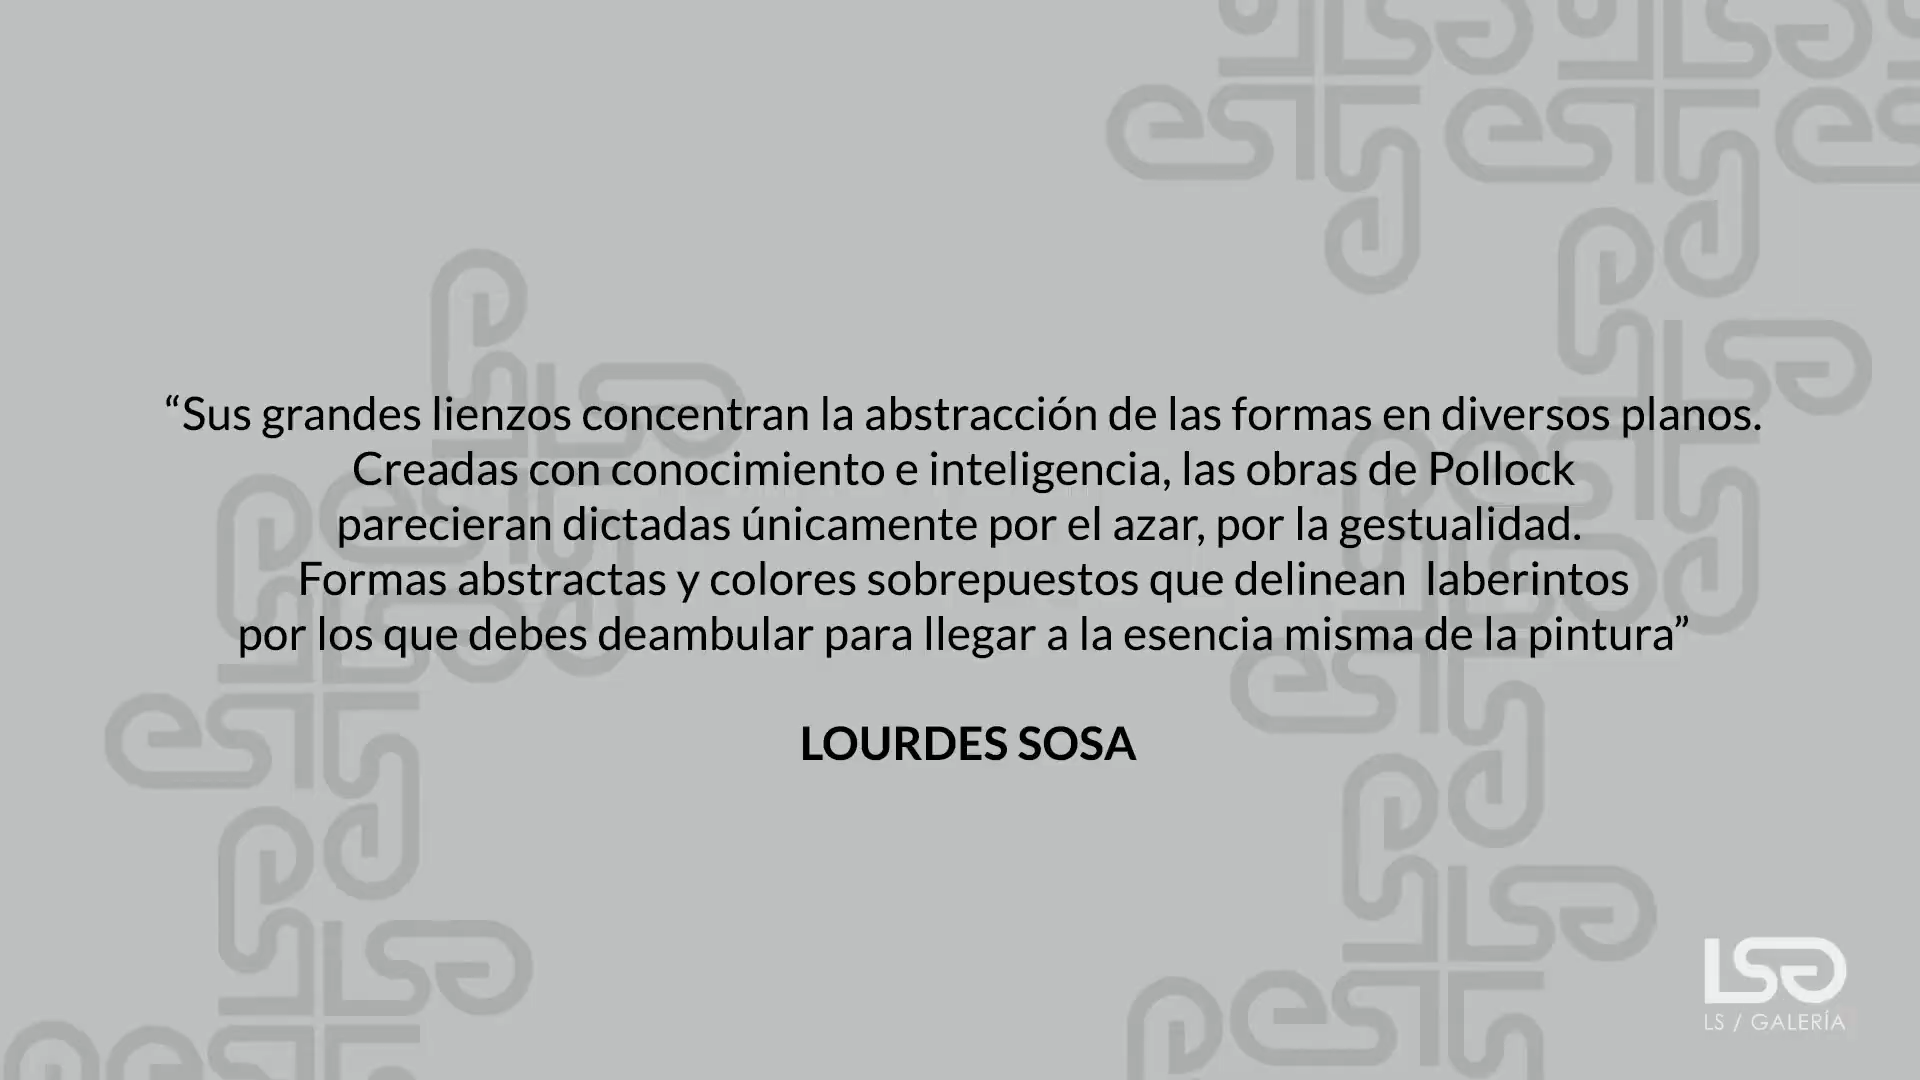 “Sus grandes lienzos concentran la abstracción de las formas en diversos planos.
Creadas con conocimiento e inteligencia, las obras de Pollock
parecieran dictadas únicamente por el azar, por la gestualidad.
Formas abstractas y colores sobrepuestos que delinean laberintos
por los que debes deambular para llegar a la esencia misma de la pintura”
LOURDES SOSA
LSG
LS / GALERÍA